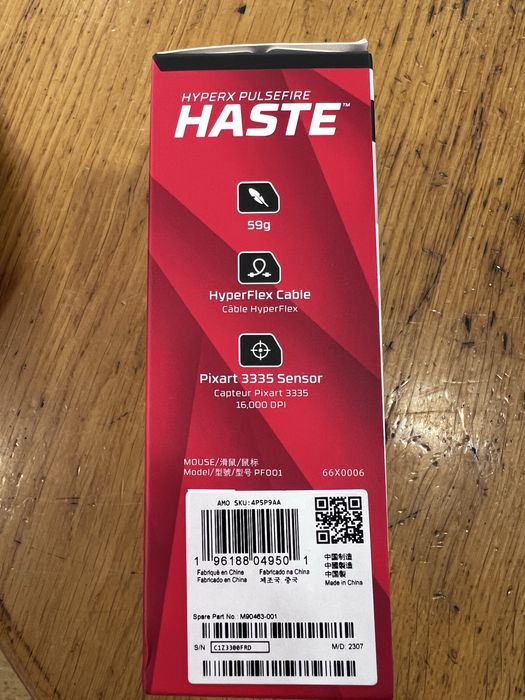 HYPERX PULSEFIRE
HASTE™
59g
HyperFlex Cable
Câble HyperFlex
Pixart 3335 Sensor
Capteur Pixart 3335
16,000 DPI
MOUSE/滑鼠/鼠标
Model/型號/型号 PF001 66X0006
AMO SKU:4P5P9AA
1 96188 04950 1
Fabriqué en Chine Fabricado na China
Fabricado en China 제조국 중국
中国制造
中國製造
中国製
Made in China
Spare Part No.: M90463-001
S/N C1Z3300FRD M/D: 2307